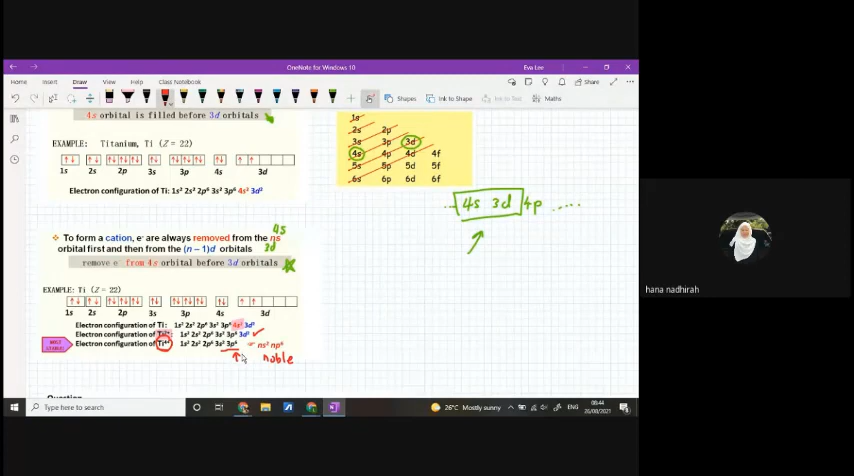 OneNote for Windows 10
Eva Lee
Home Insert Draw View Help Class Notebook
Share
Shapes Ink to Shape Ink to Text Maths
4s orbital is filled before 3d orbitals
EXAMPLE: Titanium, Ti (Z = 22)
1s 2s 2p 3s 3p 4s 3d
Electron configuration of Ti: 1s² 2s² 2p⁶ 3s² 3p⁶ 4s² 3d²
1s
2s 2p
3s 3p 3d
4s 4p 4d 4f
5s 5p 5d 5f
6s 6p 6d 6f
... 4s 3d 4p .....
4s
To form a cation, e⁻ are always removed from the ns
orbital first and then from the (n−1)d orbitals
3d
remove e⁻ from 4s orbital before 3d orbitals
EXAMPLE: Ti (Z = 22)
1s 2s 2p 3s 3p 4s 3d
Electron configuration of Ti: 1s² 2s² 2p⁶ 3s² 3p⁶ 4s² 3d²
Electron configuration of Ti²⁺: 1s² 2s² 2p⁶ 3s² 3p⁶ 3d²
Electron configuration of Ti⁴⁺: 1s² 2s² 2p⁶ 3s² 3p⁶
ns² np⁶
noble
Question
hana nadhirah
Type here to search
26°C Mostly sunny
ENG
08:44
26/08/2021